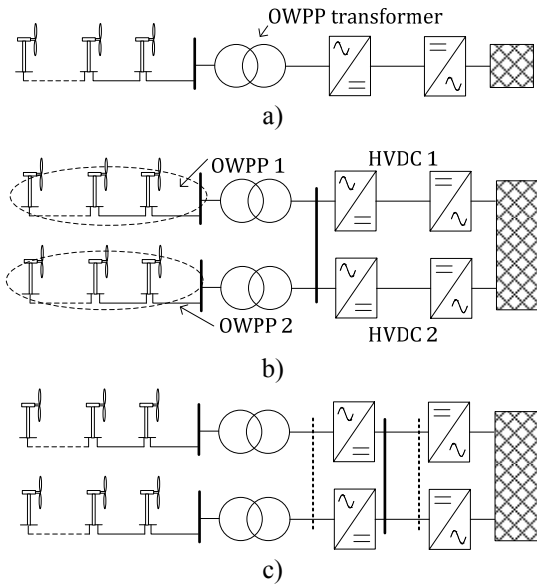 OWPP transformer
a)
OWPP 1
HVDC 1
OWPP 2
HVDC 2
b)
c)